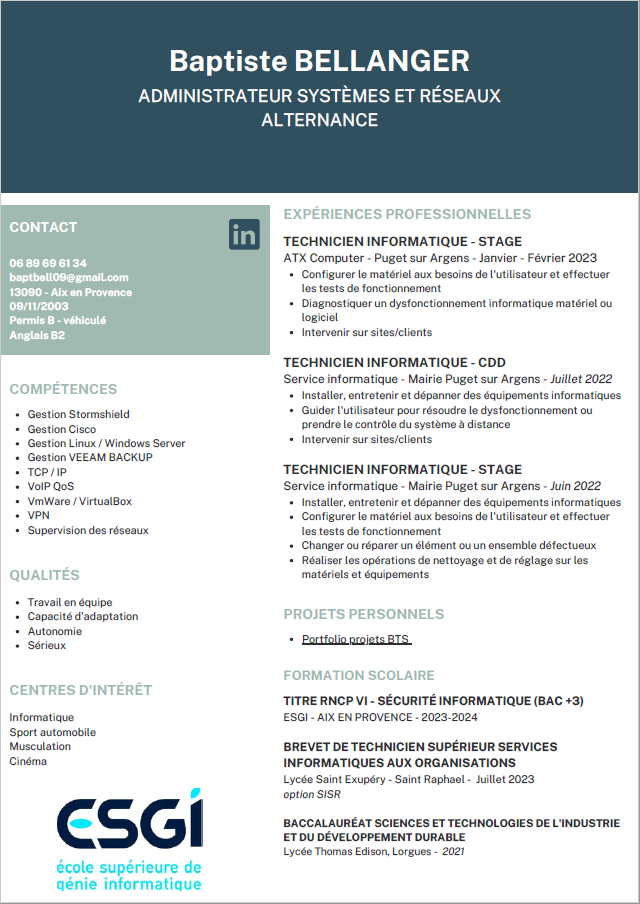 Baptiste BELLANGER
ADMINISTRATEUR SYSTÈMES ET RÉSEAUX
ALTERNANCE
CONTACT
in
06 89 69 61 34
baptbell09@gmail.com
13090 - Aix en Provence
09/11/2003
Permis B - véhiculé
Anglais B2
COMPÉTENCES
• Gestion Stormshield
• Gestion Cisco
• Gestion Linux / Windows Server
• Gestion VEEAM BACKUP
• TCP / IP
• VoIP QoS
• VmWare / VirtualBox
• VPN
• Supervision des réseaux
QUALITÉS
• Travail en équipe
• Capacité d'adaptation
• Autonomie
• Sérieux
CENTRES D'INTÉRÊT
Informatique
Sport automobile
Musculation
Cinéma
ESGI
école supérieure de
génie informatique
EXPÉRIENCES PROFESSIONNELLES
TECHNICIEN INFORMATIQUE - STAGE
ATX Computer - Puget sur Argens - Janvier - Février 2023
• Configurer le matériel aux besoins de l'utilisateur et effectuer
les tests de fonctionnement
• Diagnostiquer un dysfonctionnement informatique matériel ou
logiciel
• Intervenir sur sites/clients
TECHNICIEN INFORMATIQUE - CDD
Service informatique - Mairie Puget sur Argens - Juillet 2022
• Installer, entretenir et dépanner des équipements informatiques
• Guider l'utilisateur pour résoudre le dysfonctionnement ou
prendre le contrôle du système à distance
• Intervenir sur sites/clients
TECHNICIEN INFORMATIQUE - STAGE
Service informatique - Mairie Puget sur Argens - Juin 2022
• Installer, entretenir et dépanner des équipements informatiques
• Configurer le matériel aux besoins de l'utilisateur et effectuer
les tests de fonctionnement
• Changer ou réparer un élément ou un ensemble défectueux
• Réaliser les opérations de nettoyage et de réglage sur les
matériels et équipements
PROJETS PERSONNELS
• Portfolio projets BTS
FORMATION SCOLAIRE
TITRE RNCP VI - SÉCURITÉ INFORMATIQUE (BAC +3)
ESGI - AIX EN PROVENCE - 2023-2024
BREVET DE TECHNICIEN SUPÉRIEUR SERVICES
INFORMATIQUES AUX ORGANISATIONS
Lycée Saint Exupéry - Saint Raphael - Juillet 2023
option SISR
BACCALAURÉAT SCIENCES ET TECHNOLOGIES DE L'INDUSTRIE
ET DU DÉVELOPPEMENT DURABLE
Lycée Thomas Edison, Lorgues - 2021